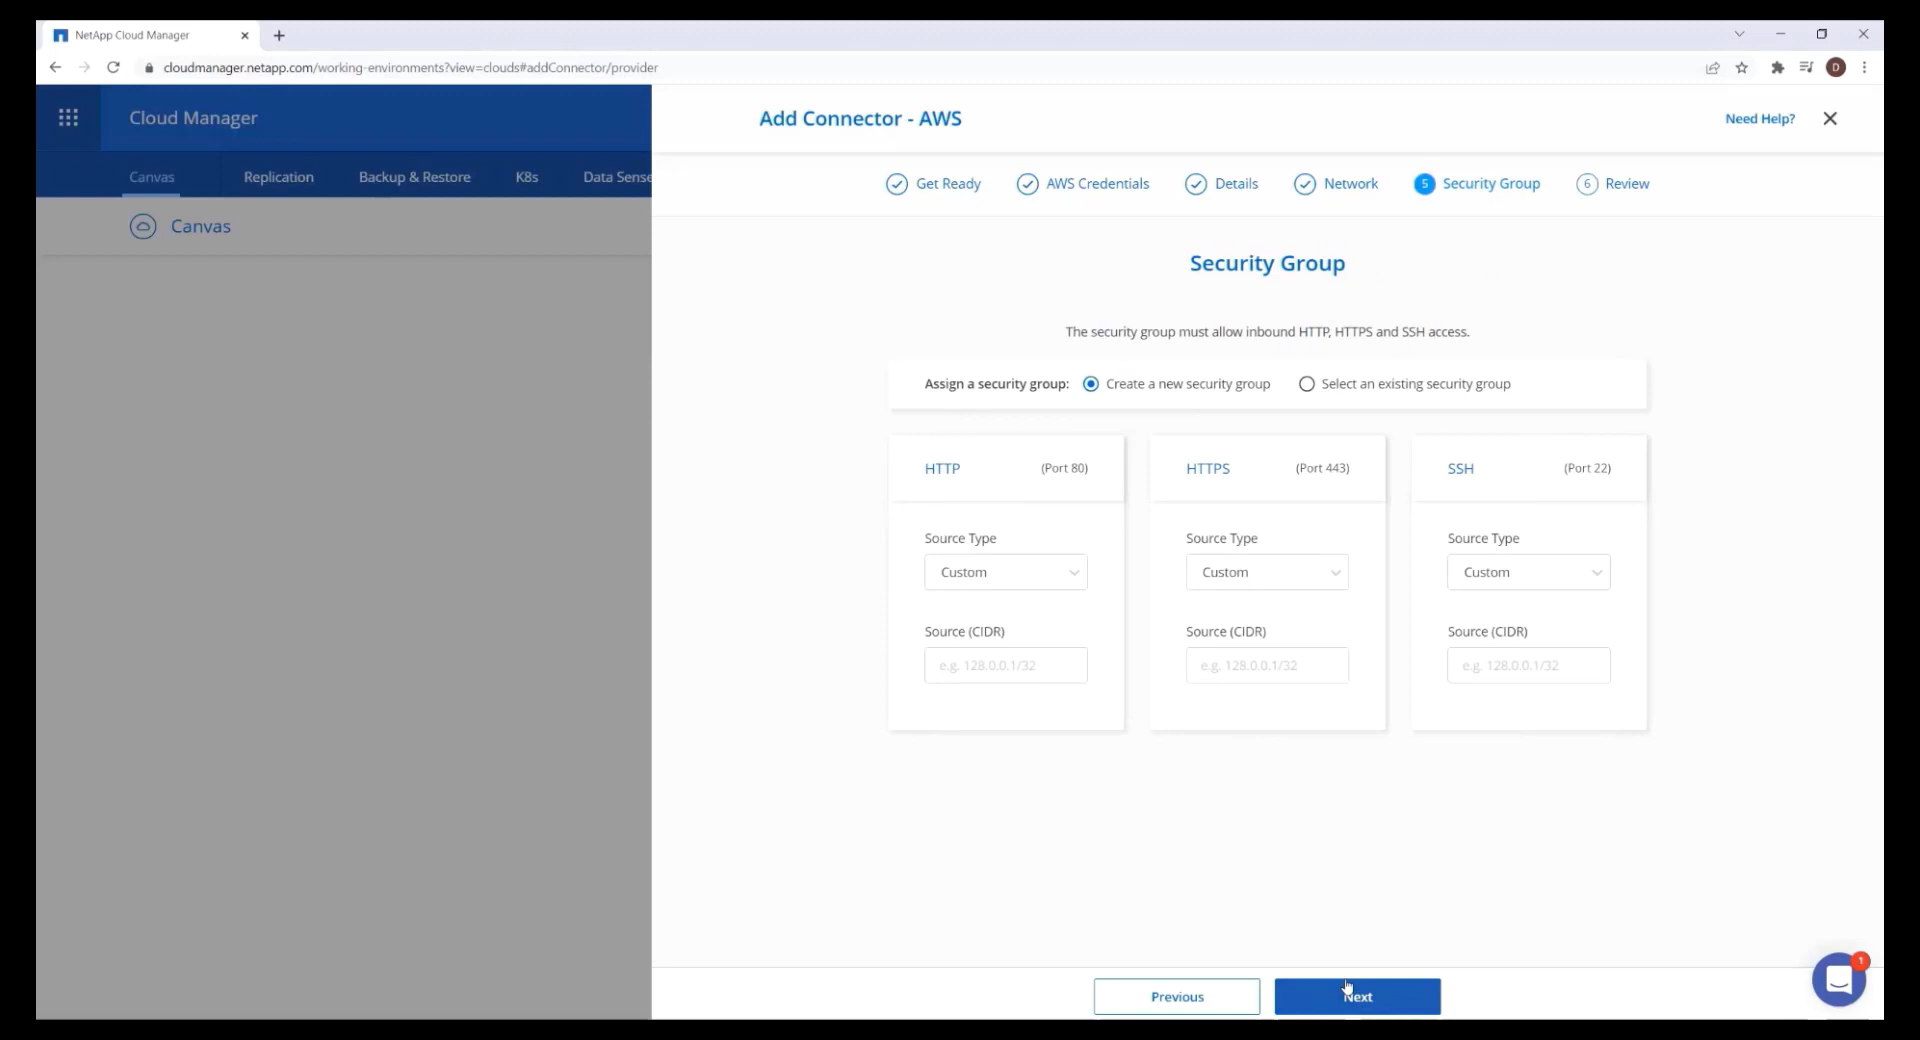 NetApp Cloud Manager
cloudmanager.netapp.com/working-environments?view=clouds#addConnector/provider
D
Cloud Manager
Add Connector - AWS
Need Help?
Canvas
Replication
Backup & Restore
K8s
Data Sense
Get Ready
AWS Credentials
Details
Network
5 Security Group
6 Review
Canvas
Security Group
The security group must allow inbound HTTP, HTTPS and SSH access.
Assign a security group:
Create a new security group
Select an existing security group
HTTP (Port 80)
HTTPS (Port 443)
SSH (Port 22)
Source Type
Source Type
Source Type
Custom
Custom
Custom
Source (CIDR)
Source (CIDR)
Source (CIDR)
e.g. 128.0.0.1/32
e.g. 128.0.0.1/32
e.g. 128.0.0.1/32
Previous
Next
1